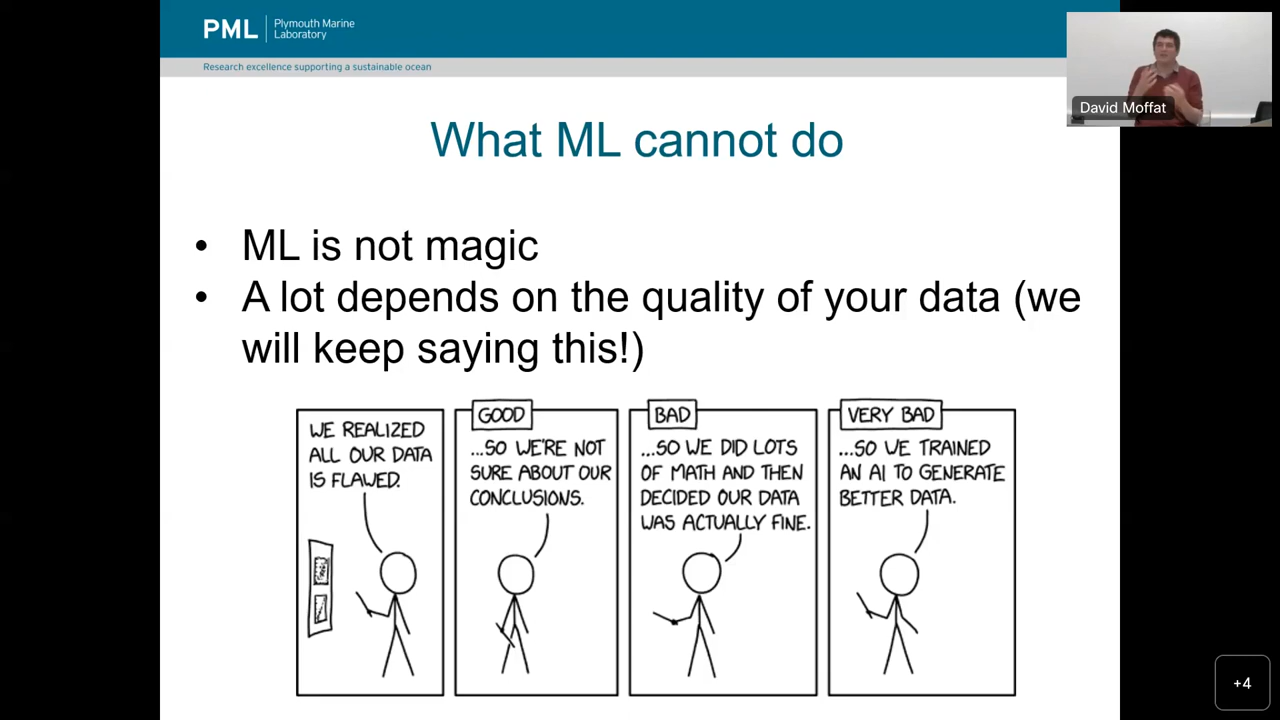 PML
Plymouth Marine
Laboratory
Research excellence supporting a sustainable ocean
David Moffat
What ML cannot do
• ML is not magic
• A lot depends on the quality of your data (we
will keep saying this!)
WE REALIZED
ALL OUR DATA
IS FLAWED.
GOOD
...SO WE'RE NOT
SURE ABOUT OUR
CONCLUSIONS.
BAD
...SO WE DID LOTS
OF MATH AND THEN
DECIDED OUR DATA
WAS ACTUALLY FINE.
VERY BAD
...SO WE TRAINED
AN AI TO GENERATE
BETTER DATA.
+4